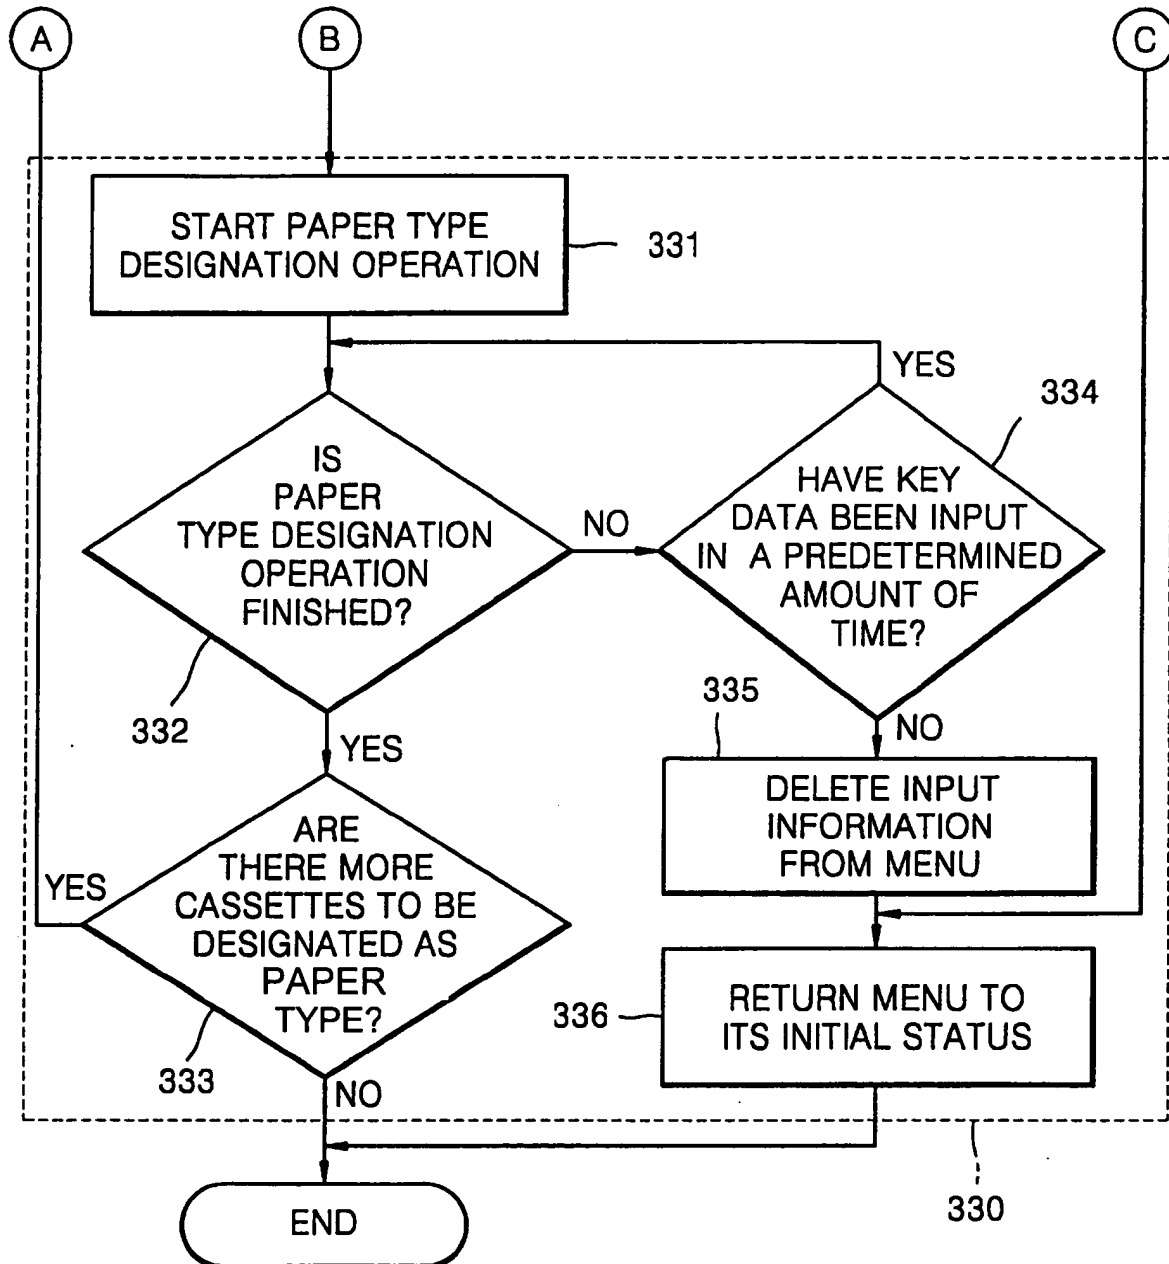 A
B
C
START PAPER TYPE
DESIGNATION OPERATION
331
YES
334
IS
PAPER
TYPE DESIGNATION
OPERATION
FINISHED?
NO
HAVE KEY
DATA BEEN INPUT
IN A PREDETERMINED
AMOUNT OF
TIME?
332
YES
335
NO
DELETE INPUT
INFORMATION
FROM MENU
ARE
THERE MORE
CASSETTES TO BE
DESIGNATED AS
PAPER
TYPE?
YES
333
NO
336
RETURN MENU TO
ITS INITIAL STATUS
330
END